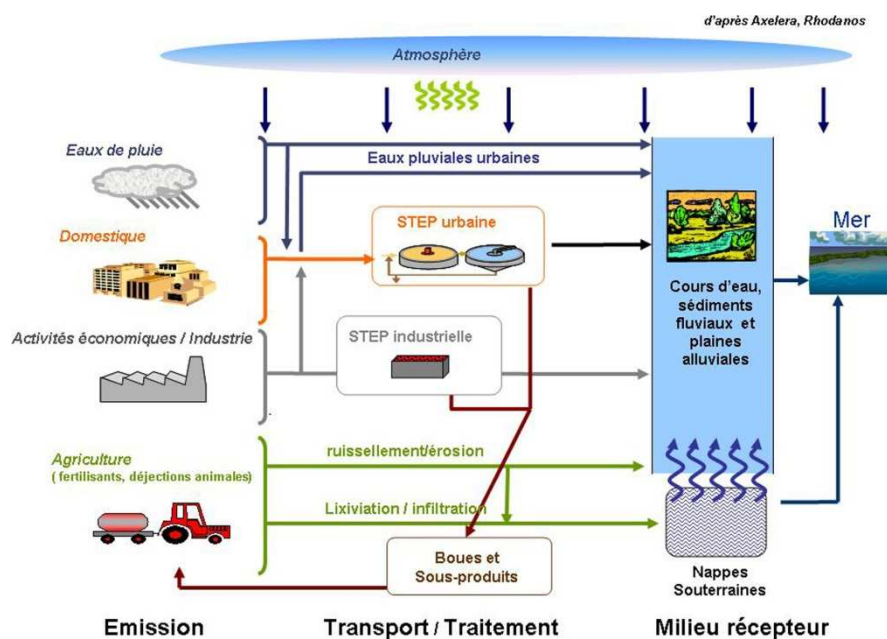 d'après Axelera, Rhodanos
Atmosphère
Eaux de pluie
Eaux pluviales urbaines
STEP urbaine
Domestique
Mer
Cours d'eau,
sédiments
fluviaux et
plaines
alluviales
Activités économiques / Industrie
STEP industrielle
Agriculture
( fertilisants, déjections animales)
ruissellement/érosion
Lixiviation / infiltration
Boues et
Sous-produits
Nappes
Souterraines
Emission
Transport / Traitement
Milieu récepteur